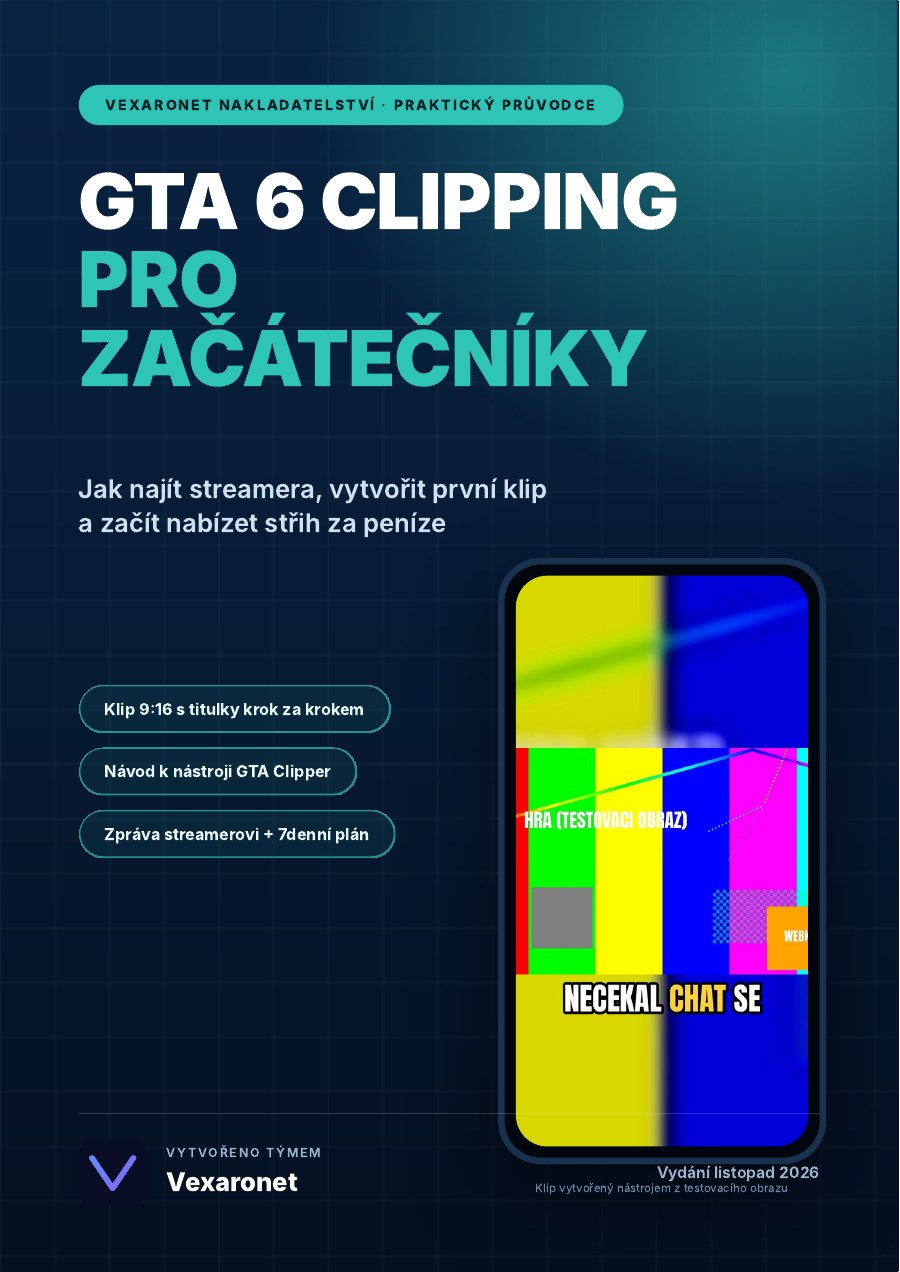 VEXARONET NAKLADATELSTVÍ · PRAKTICKÝ PRŮVODCE
GTA 6 CLIPPING
PRO
ZAČÁTEČNÍKY
Jak najít streamera, vytvořit první klip
a začít nabízet střih za peníze
Klip 9:16 s titulky krok za krokem
Návod k nástroji GTA Clipper
Zpráva streamerovi + 7denní plán
HRA (TESTOVACI OBRAZ)
NECEKAL CHAT SE
VYTVOŘENO TÝMEM
Vexaronet
Vydání listopad 2026
Klip vytvořený nástrojem z testovacího obrazu